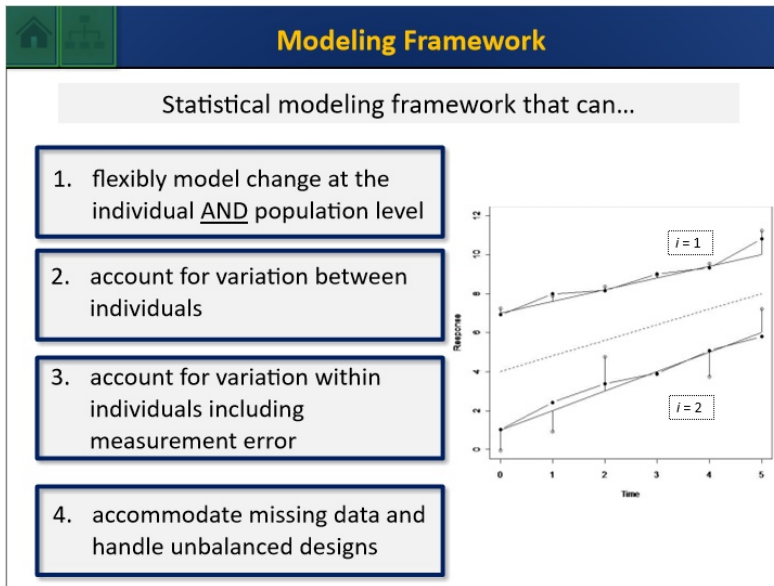 Modeling Framework
Statistical modeling framework that can...
1. flexibly model change at the
individual AND population level
2. account for variation between
individuals
3. account for variation within
individuals including
measurement error
4. accommodate missing data and
handle unbalanced designs
12
10
8
6
4
2
0
Response
i = 1
i = 2
0 1 2 3 4 5
Time